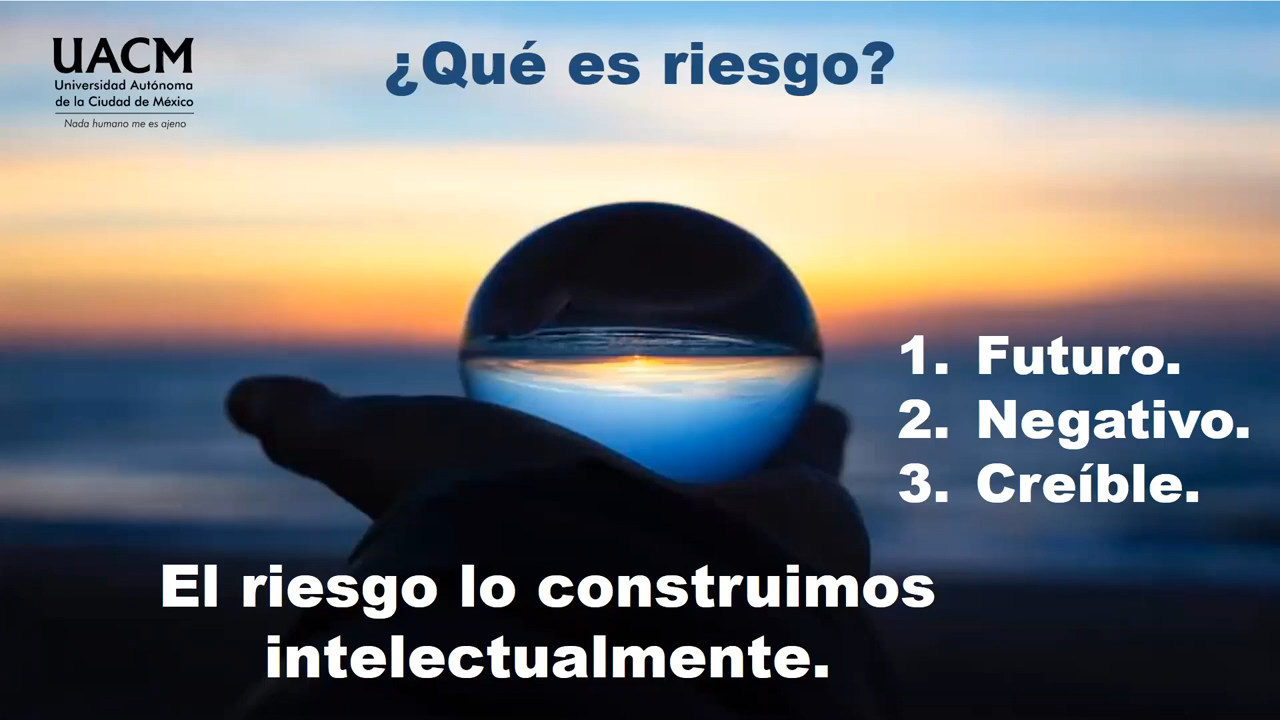 UACM
Universidad Autónoma
de la Ciudad de México
Nada humano me es ajeno
¿Qué es riesgo?
1. Futuro.
2. Negativo.
3. Creíble.
El riesgo lo construimos
intelectualmente.